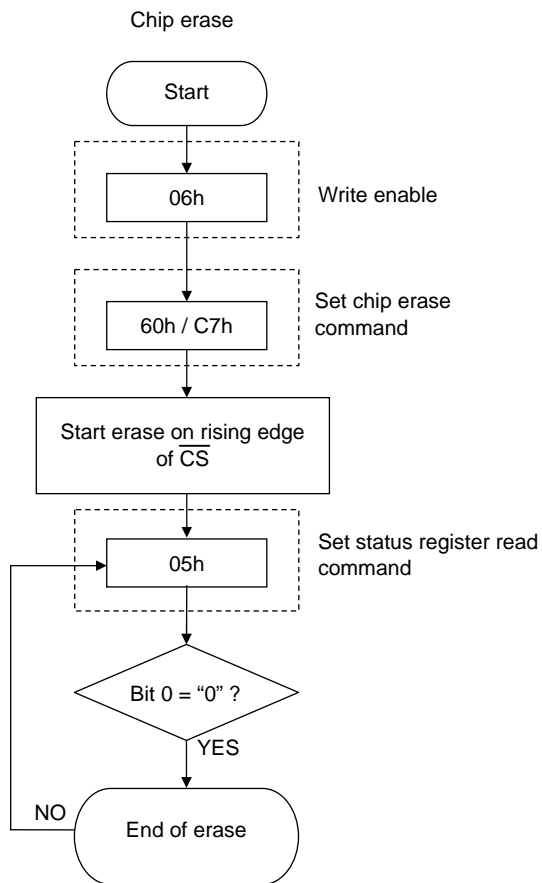 Chip erase
Start
06h
Write enable
60h / C7h
Set chip erase
command
Start erase on rising edge
of C̅S̅
05h
Set status register read
command
Bit 0 = “0” ?
YES
NO
End of erase